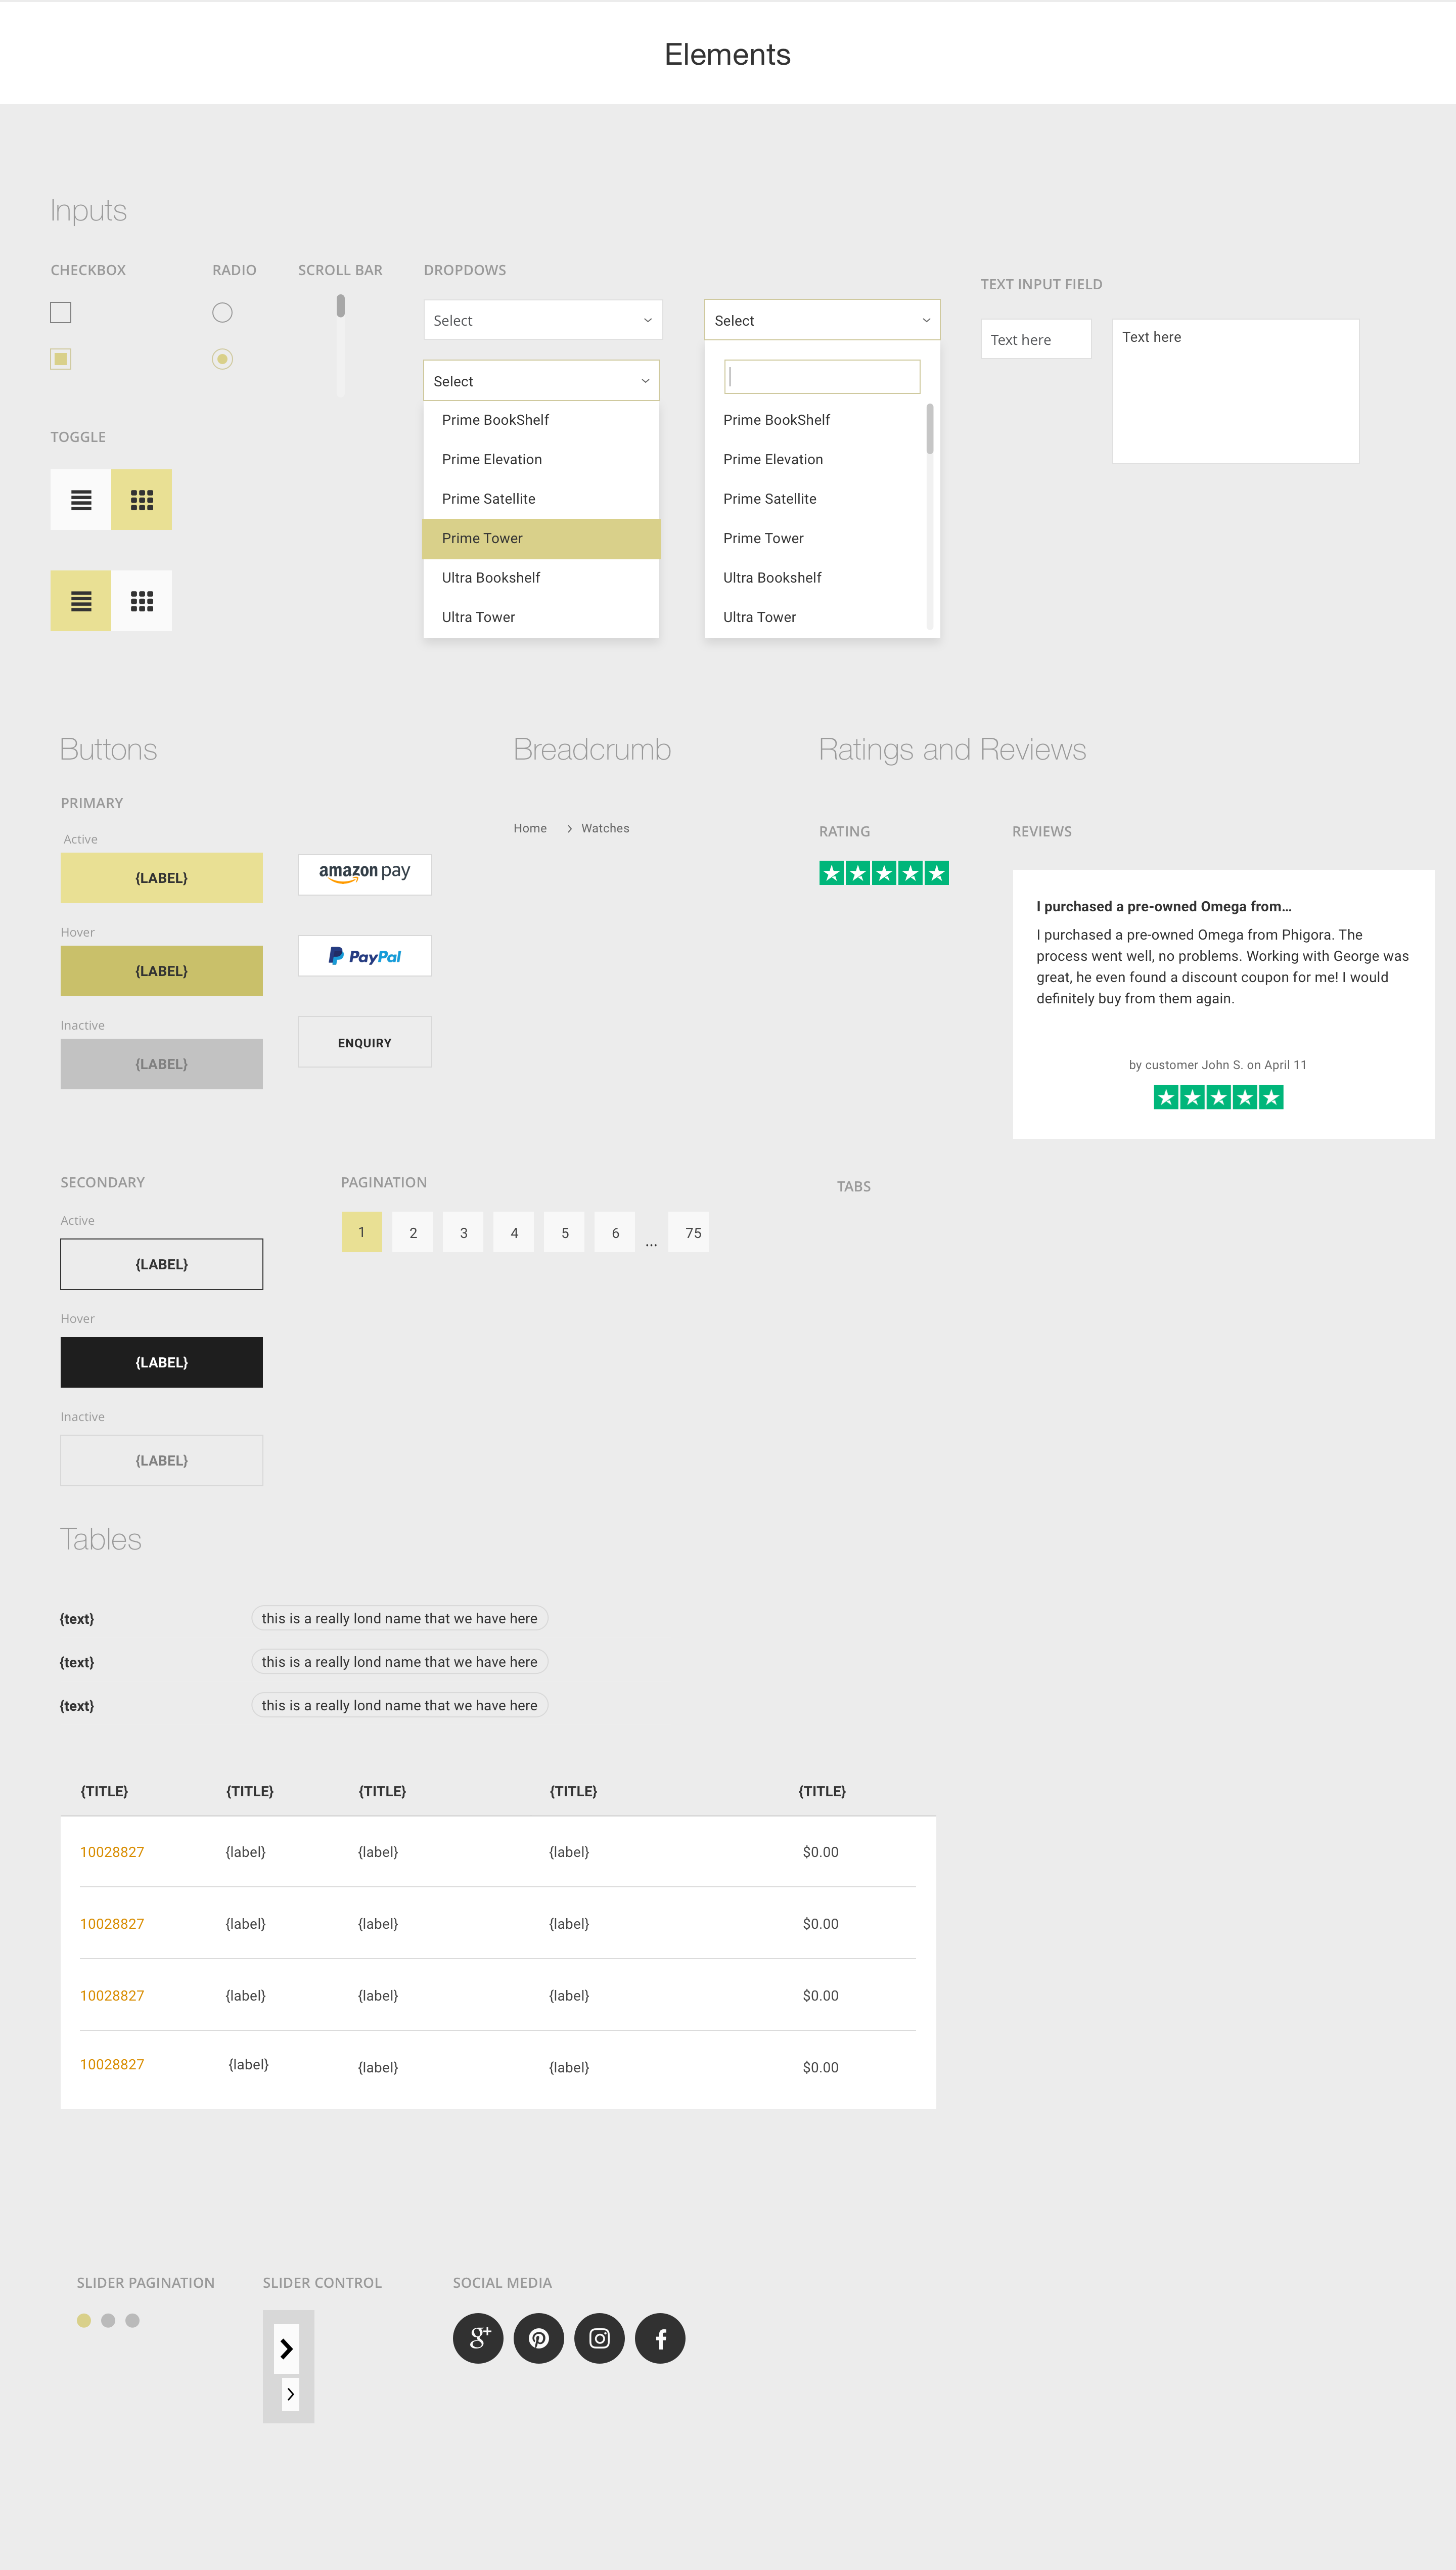 Elements
Inputs
CHECKBOX
RADIO
SCROLL BAR
DROPDOWS
TEXT INPUT FIELD
Select
Select
Text here
Text here
Select
Prime BookShelf
Prime Elevation
Prime Satellite
Prime Tower
Ultra Bookshelf
Ultra Tower
Prime BookShelf
Prime Elevation
Prime Satellite
Prime Tower
Ultra Bookshelf
Ultra Tower
TOGGLE
Buttons
PRIMARY
Active
{LABEL}
Hover
{LABEL}
Inactive
{LABEL}
amazon pay
PayPal
ENQUIRY
Breadcrumb
Home > Watches
Ratings and Reviews
RATING
REVIEWS
I purchased a pre-owned Omega from...
I purchased a pre-owned Omega from Phigora. The
process went well, no problems. Working with George was
great, he even found a discount coupon for me! I would
definitely buy from them again.
by customer John S. on April 11
SECONDARY
Active
{LABEL}
Hover
{LABEL}
Inactive
{LABEL}
PAGINATION
1 2 3 4 5 6 ... 75
TABS
Tables
{text} this is a really lond name that we have here
{text} this is a really lond name that we have here
{text} this is a really lond name that we have here
{TITLE} {TITLE} {TITLE} {TITLE} {TITLE}
10028827 {label} {label} {label} $0.00
10028827 {label} {label} {label} $0.00
10028827 {label} {label} {label} $0.00
10028827 {label} {label} {label} $0.00
SLIDER PAGINATION
SLIDER CONTROL
SOCIAL MEDIA
g+